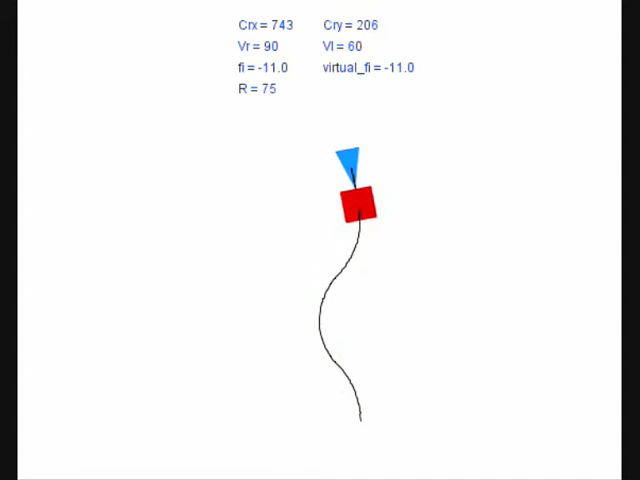 Crx = 743 Cry = 206
Vr = 90 Vl = 60
fi = -11.0 virtual_fi = -11.0
R = 75